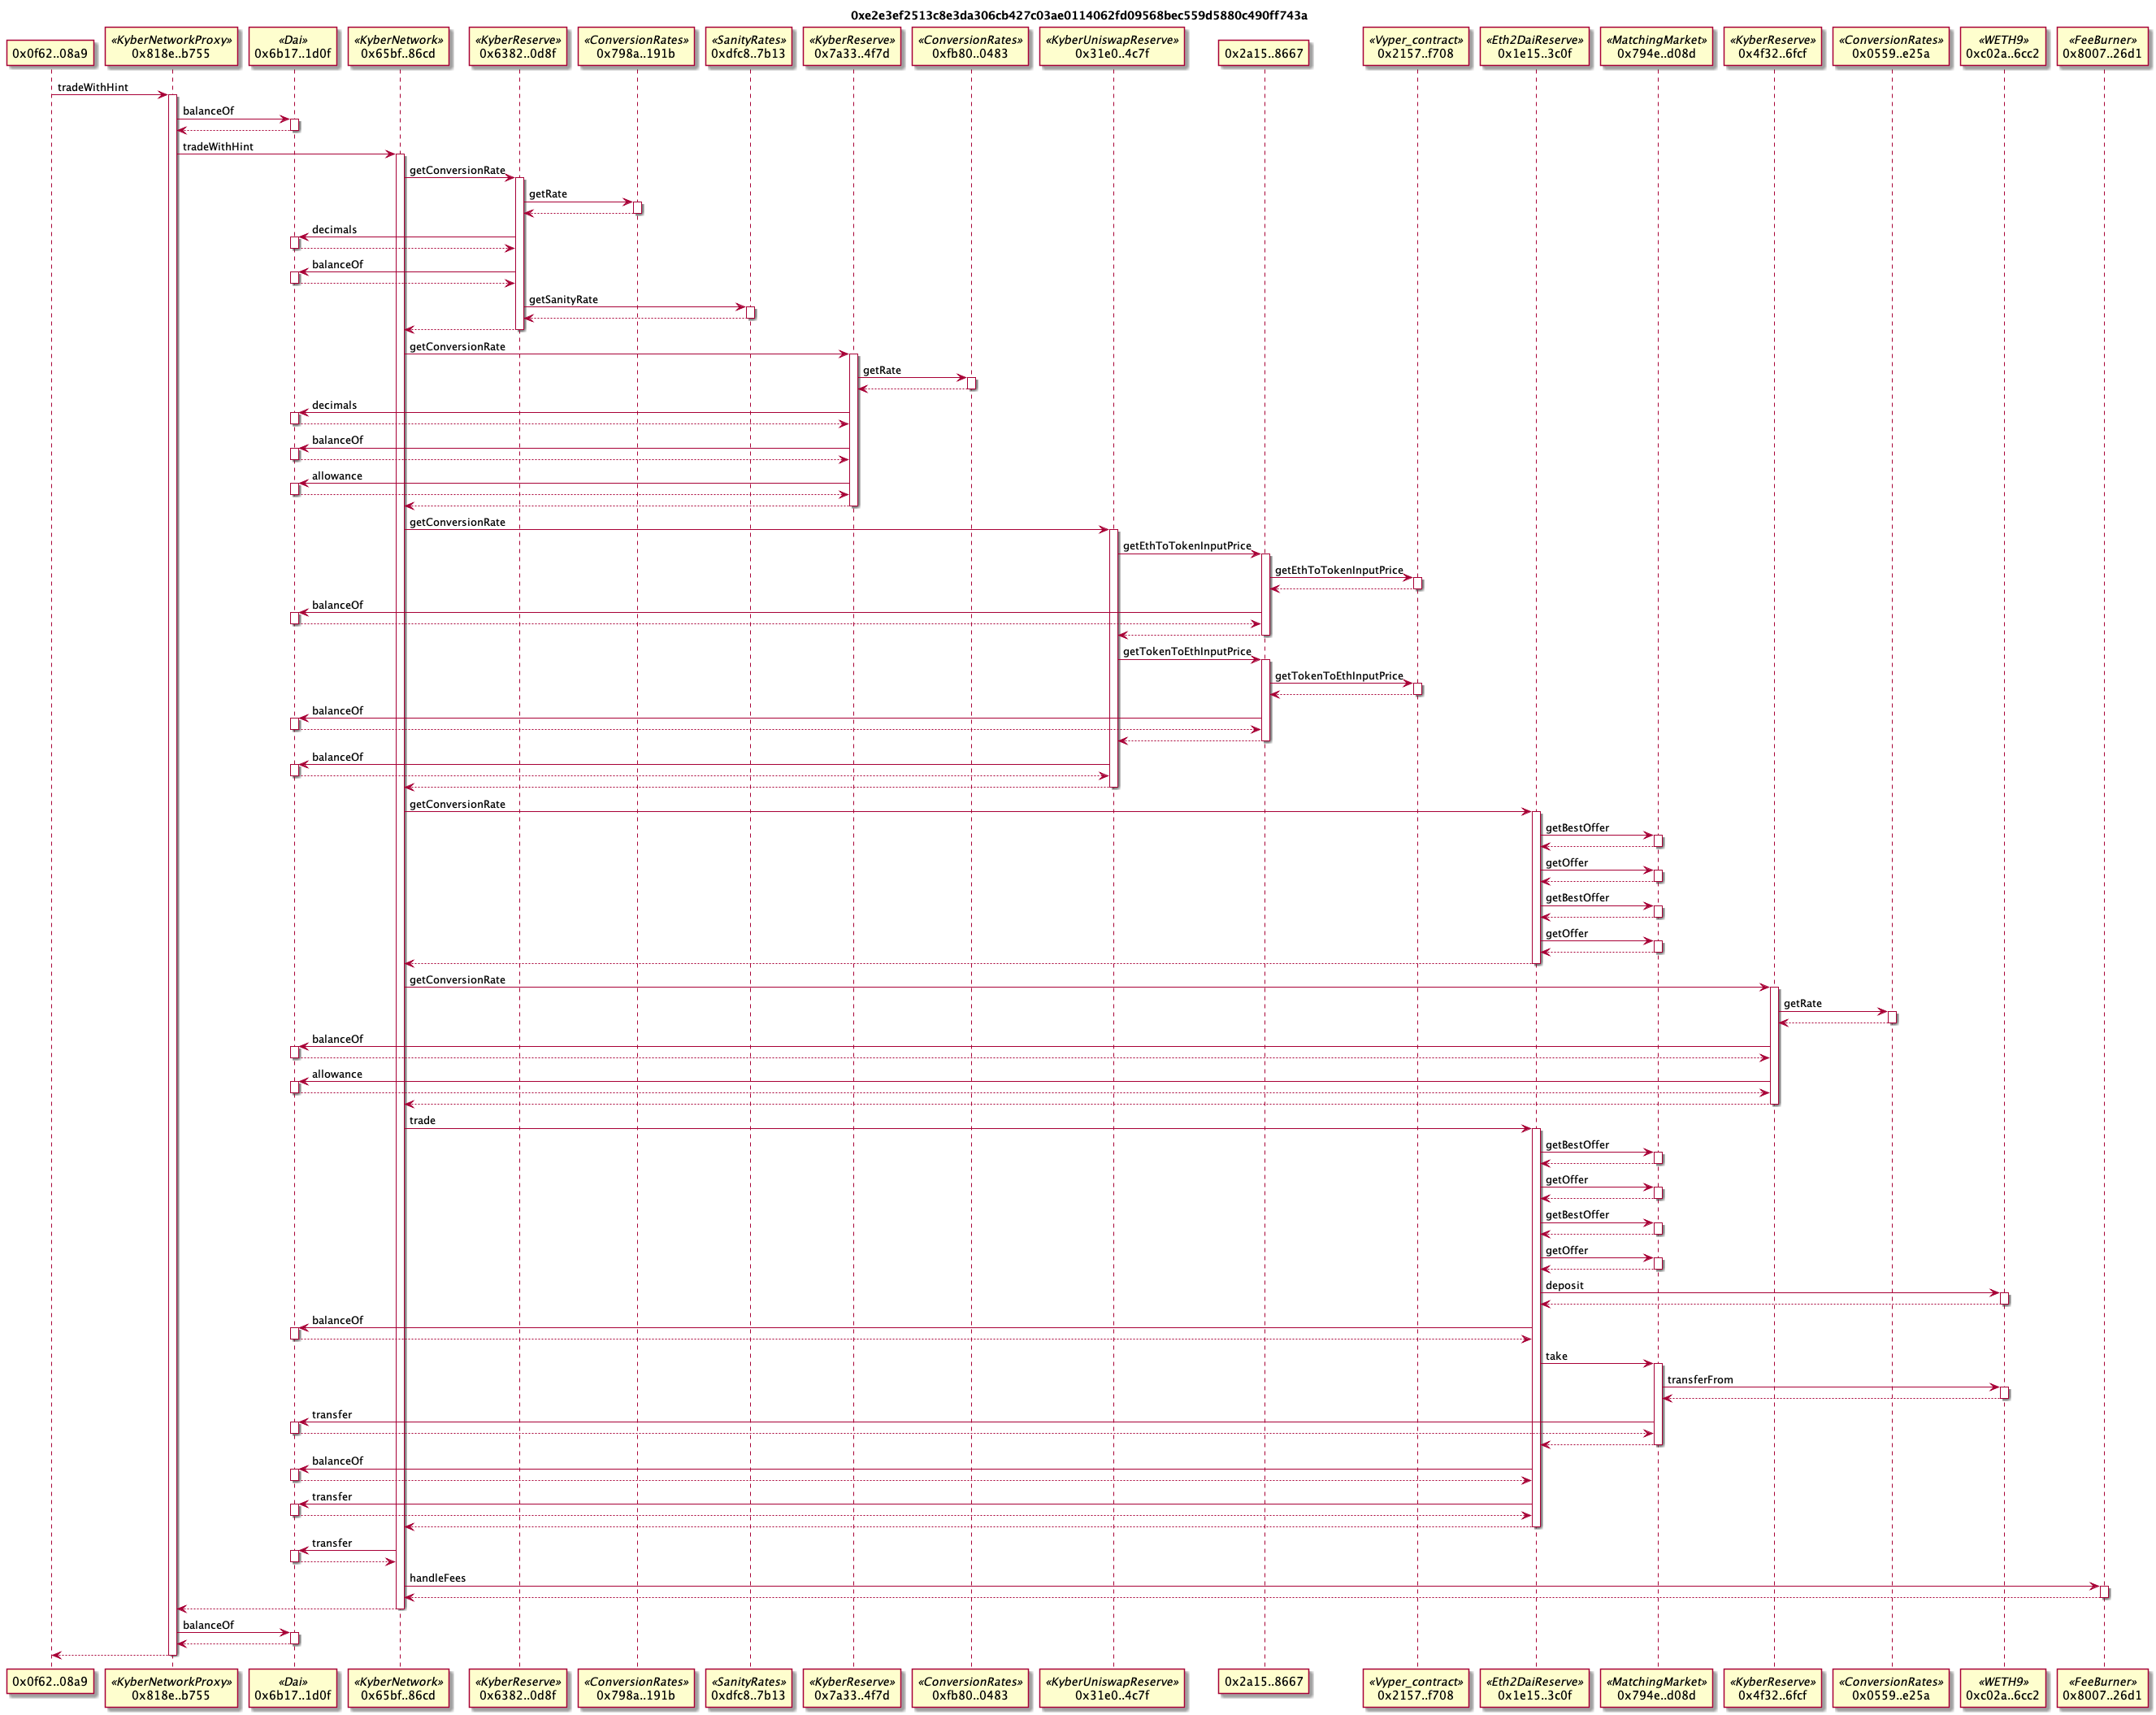 0xe2e3ef2513c8e3da306cb427c03ae0114062fd09568bec559d5880c490ff743a
0x0f62..08a9
«KyberNetworkProxy»
0x818e..b755
«Dai»
0x6b17..1d0f
«KyberNetwork»
0x65bf..86cd
«KyberReserve»
0x6382..0d8f
«ConversionRates»
0x798a..191b
«SanityRates»
0xdfc8..7b13
«KyberReserve»
0x7a33..4f7d
«ConversionRates»
0xfb80..0483
«KyberUniswapReserve»
0x31e0..4c7f
0x2a15..8667
«Vyper_contract»
0x2157..f708
«Eth2DaiReserve»
0x1e15..3c0f
«MatchingMarket»
0x794e..d08d
«KyberReserve»
0x4f32..6fcf
«ConversionRates»
0x0559..e25a
«WETH9»
0xc02a..6cc2
«FeeBurner»
0x8007..26d1
tradeWithHint
balanceOf
tradeWithHint
getConversionRate
getRate
decimals
balanceOf
getSanityRate
getConversionRate
getRate
decimals
balanceOf
allowance
getConversionRate
getEthToTokenInputPrice
getEthToTokenInputPrice
balanceOf
getTokenToEthInputPrice
getTokenToEthInputPrice
balanceOf
balanceOf
getConversionRate
getBestOffer
getOffer
getBestOffer
getOffer
getConversionRate
getRate
balanceOf
allowance
trade
getBestOffer
getOffer
getBestOffer
getOffer
deposit
balanceOf
take
transferFrom
transfer
balanceOf
transfer
transfer
handleFees
balanceOf
0x0f62..08a9
«KyberNetworkProxy»
0x818e..b755
«Dai»
0x6b17..1d0f
«KyberNetwork»
0x65bf..86cd
«KyberReserve»
0x6382..0d8f
«ConversionRates»
0x798a..191b
«SanityRates»
0xdfc8..7b13
«KyberReserve»
0x7a33..4f7d
«ConversionRates»
0xfb80..0483
«KyberUniswapReserve»
0x31e0..4c7f
0x2a15..8667
«Vyper_contract»
0x2157..f708
«Eth2DaiReserve»
0x1e15..3c0f
«MatchingMarket»
0x794e..d08d
«KyberReserve»
0x4f32..6fcf
«ConversionRates»
0x0559..e25a
«WETH9»
0xc02a..6cc2
«FeeBurner»
0x8007..26d1